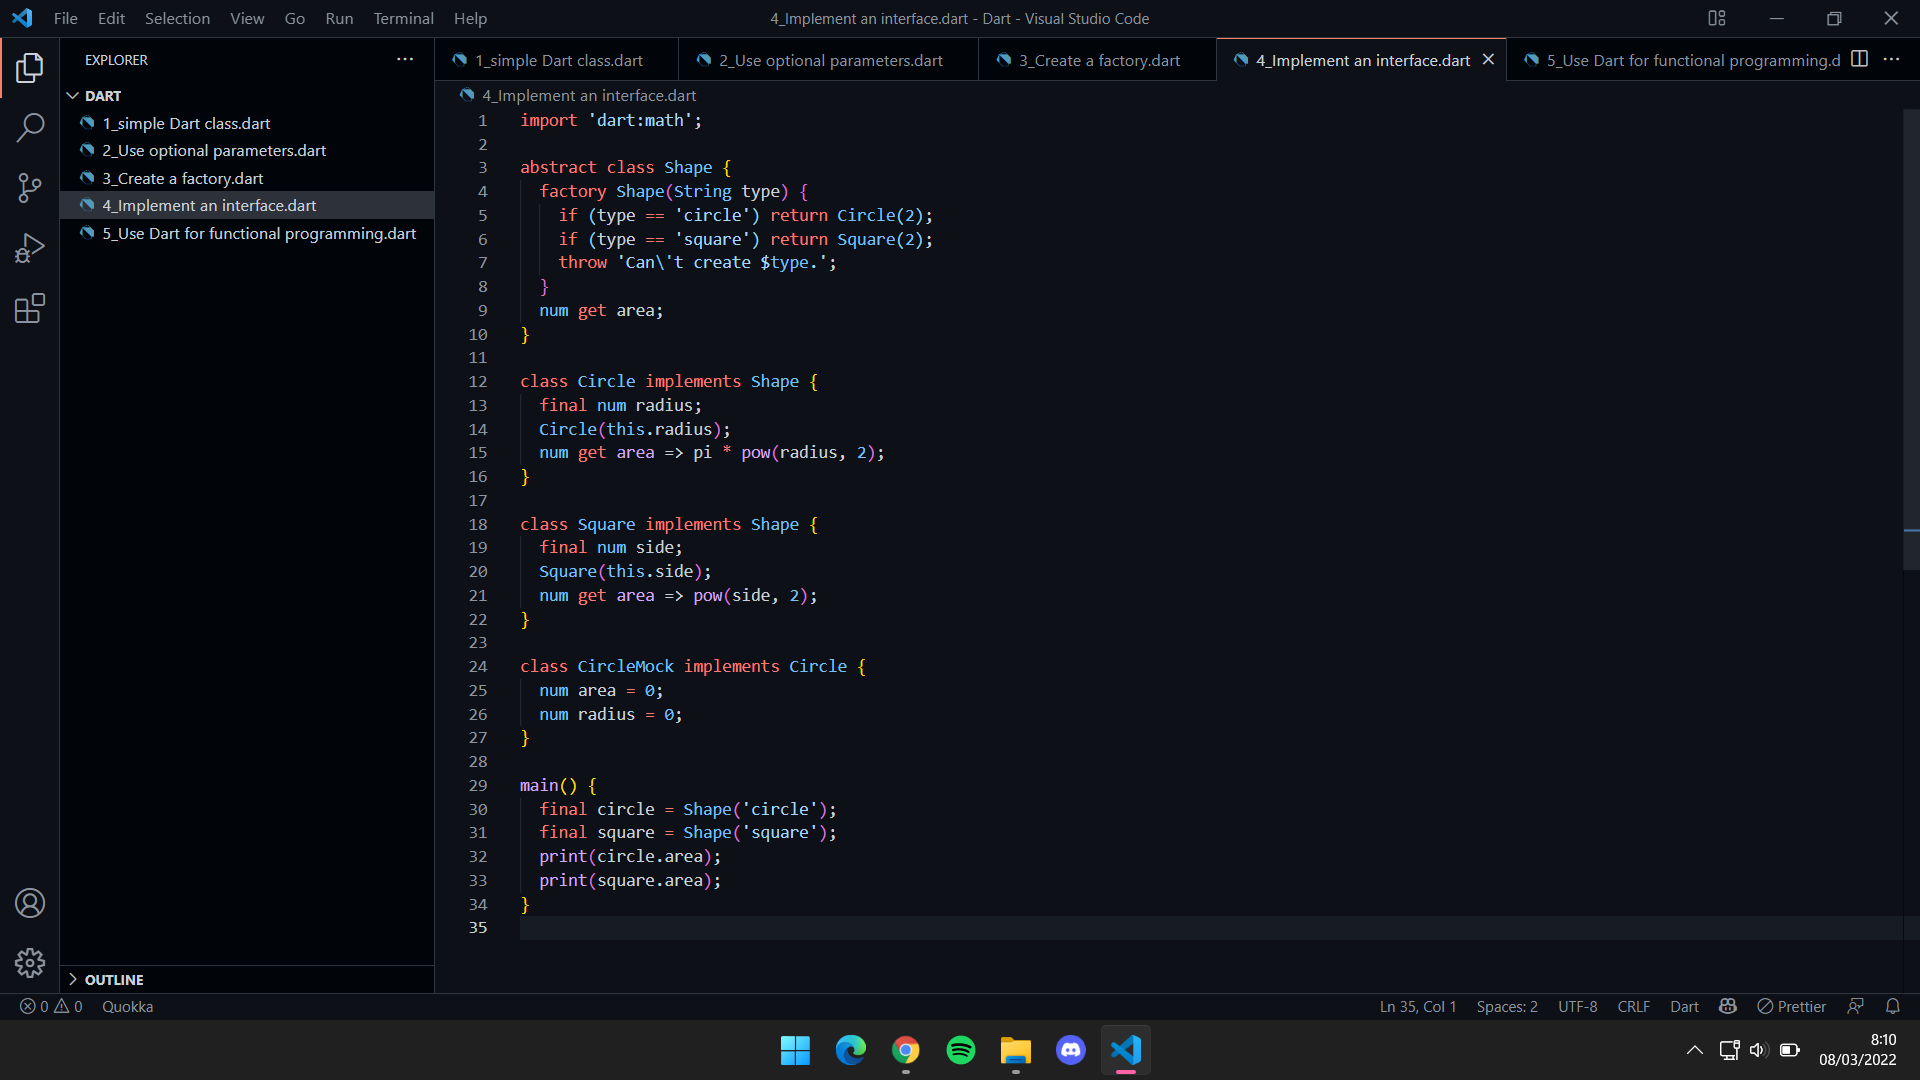 File Edit Selection View Go Run Terminal Help
4_Implement an interface.dart - Dart - Visual Studio Code
EXPLORER
DART
1_simple Dart class.dart
2_Use optional parameters.dart
3_Create a factory.dart
4_Implement an interface.dart
5_Use Dart for functional programming.dart
OUTLINE
1_simple Dart class.dart 2_Use optional parameters.dart 3_Create a factory.dart 4_Implement an interface.dart 5_Use Dart for functional programming.d
4_Implement an interface.dart
1 import 'dart:math';
2
3 abstract class Shape {
4   factory Shape(String type) {
5     if (type == 'circle') return Circle(2);
6     if (type == 'square') return Square(2);
7     throw 'Can\'t create $type.';
8   }
9   num get area;
10 }
11
12 class Circle implements Shape {
13   final num radius;
14   Circle(this.radius);
15   num get area => pi * pow(radius, 2);
16 }
17
18 class Square implements Shape {
19   final num side;
20   Square(this.side);
21   num get area => pow(side, 2);
22 }
23
24 class CircleMock implements Circle {
25   num area = 0;
26   num radius = 0;
27 }
28
29 main() {
30   final circle = Shape('circle');
31   final square = Shape('square');
32   print(circle.area);
33   print(square.area);
34 }
35
0 0 Quokka
Ln 35, Col 1 Spaces: 2 UTF-8 CRLF Dart Prettier
8:10
08/03/2022